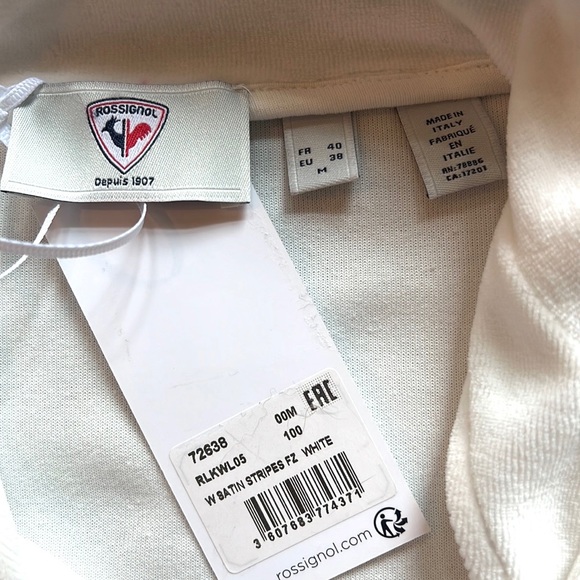 ROSSIGNOL
Depuis 1907
FR 40
EU 38
M
MADE IN
ITALY
FABRIQUÉ
EN
ITALIE
RN:78886
CA:17201
72638 00M EAC
RLKWL05 100
W SATIN STRIPES FZ WHITE
3 607683 774371
rossignol.com